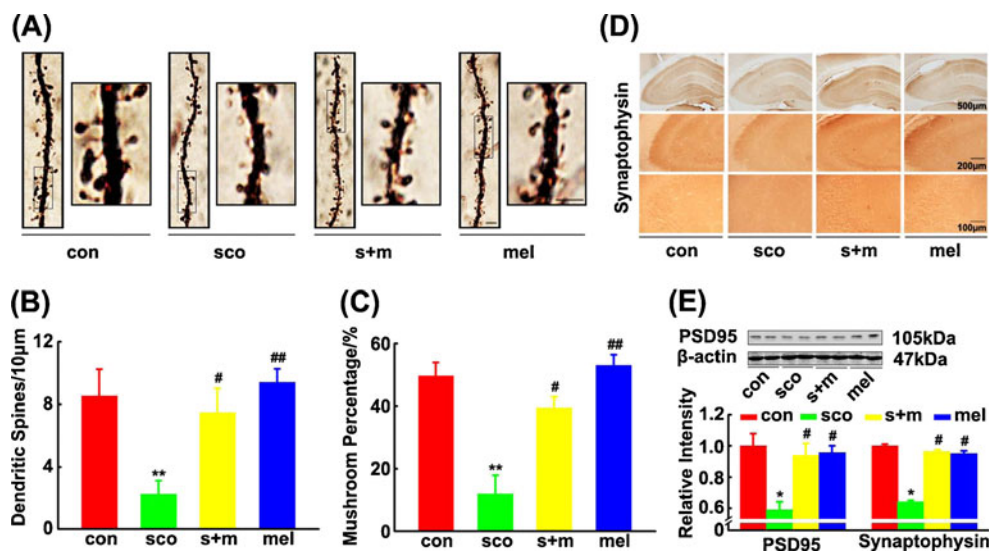 (A)
con
sco
s+m
mel
(D)
Synaptophysin
500μm
200μm
100μm
con
sco
s+m
mel
(B)
Dendritic Spines/10μm
12
8
4
0
**
#
##
con
sco
s+m
mel
(C)
Mushroom Percentage/%
60
40
20
0
**
#
##
con
sco
s+m
mel
(E)
PSD95
105kDa
β-actin
47kDa
con
sco
s+m
mel
con
sco
s+m
mel
Relative Intensity
1.2
1.0
0.8
0.6
0
*
#
#
*
#
#
PSD95
Synaptophysin